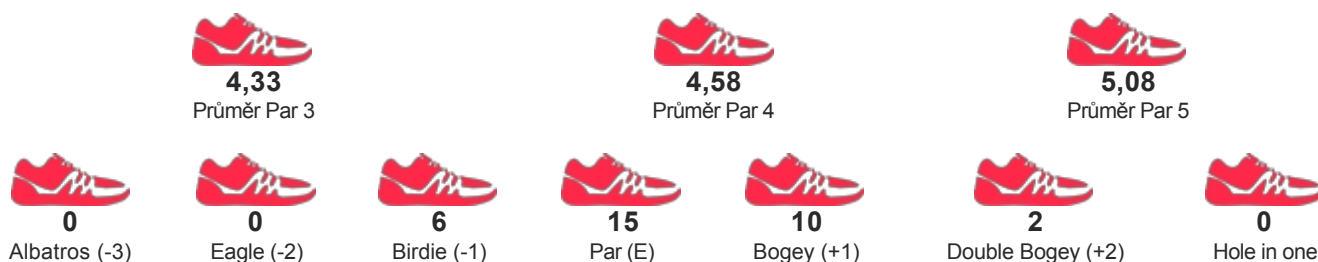 4,33 4,58 5,08
Průměr Par 3 Průměr Par 4 Průměr Par 5
0 0 6 15 10 2 0
Albatros (-3) Eagle (-2) Birdie (-1) Par (E) Bogey (+1) Double Bogey (+2) Hole in one